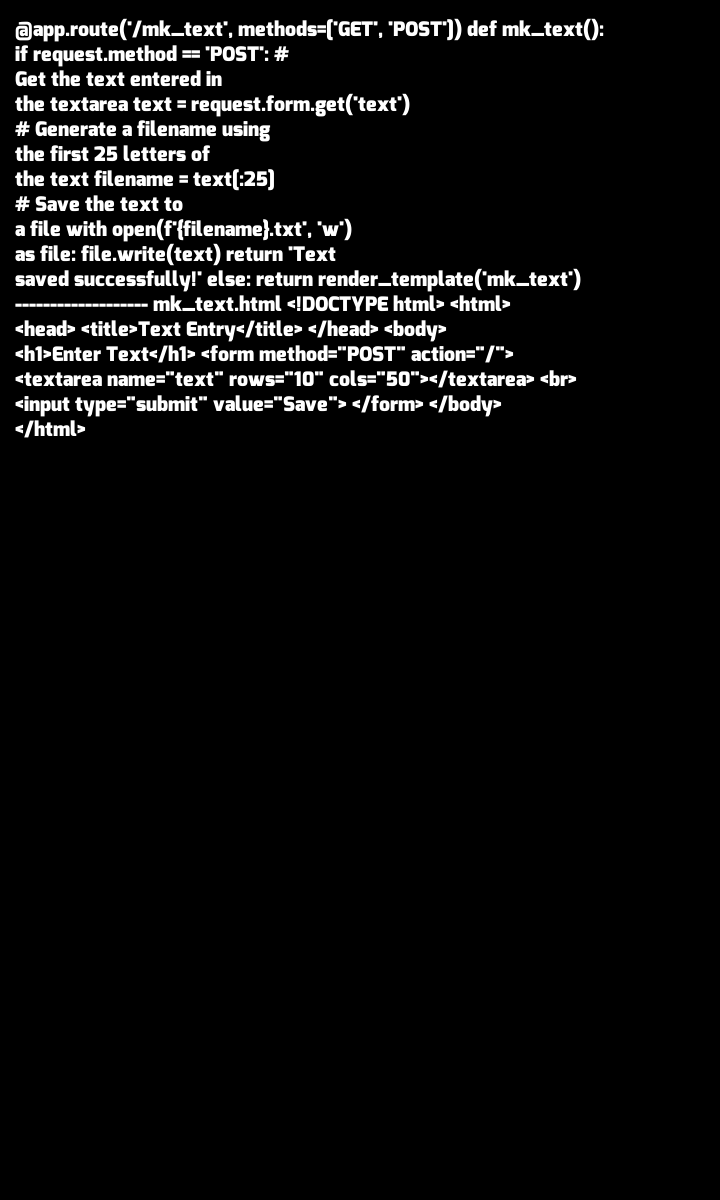 @app.route('/mk_text', methods=['GET', 'POST']) def mk_text():
if request.method == 'POST': #
Get the text entered in
the textarea text = request.form.get('text')
# Generate a filename using
the first 25 letters of
the text filename = text[:25]
# Save the text to
a file with open(f'{filename}.txt', 'w')
as file: file.write(text) return 'Text
saved successfully!' else: return render_template('mk_text')
------------------- mk_text.html <!DOCTYPE html> <html>
<head> <title>Text Entry</title> </head> <body>
<h1>Enter Text</h1> <form method="POST" action="/">
<textarea name="text" rows="10" cols="50"></textarea> <br>
<input type="submit" value="Save"> </form> </body>
</html>